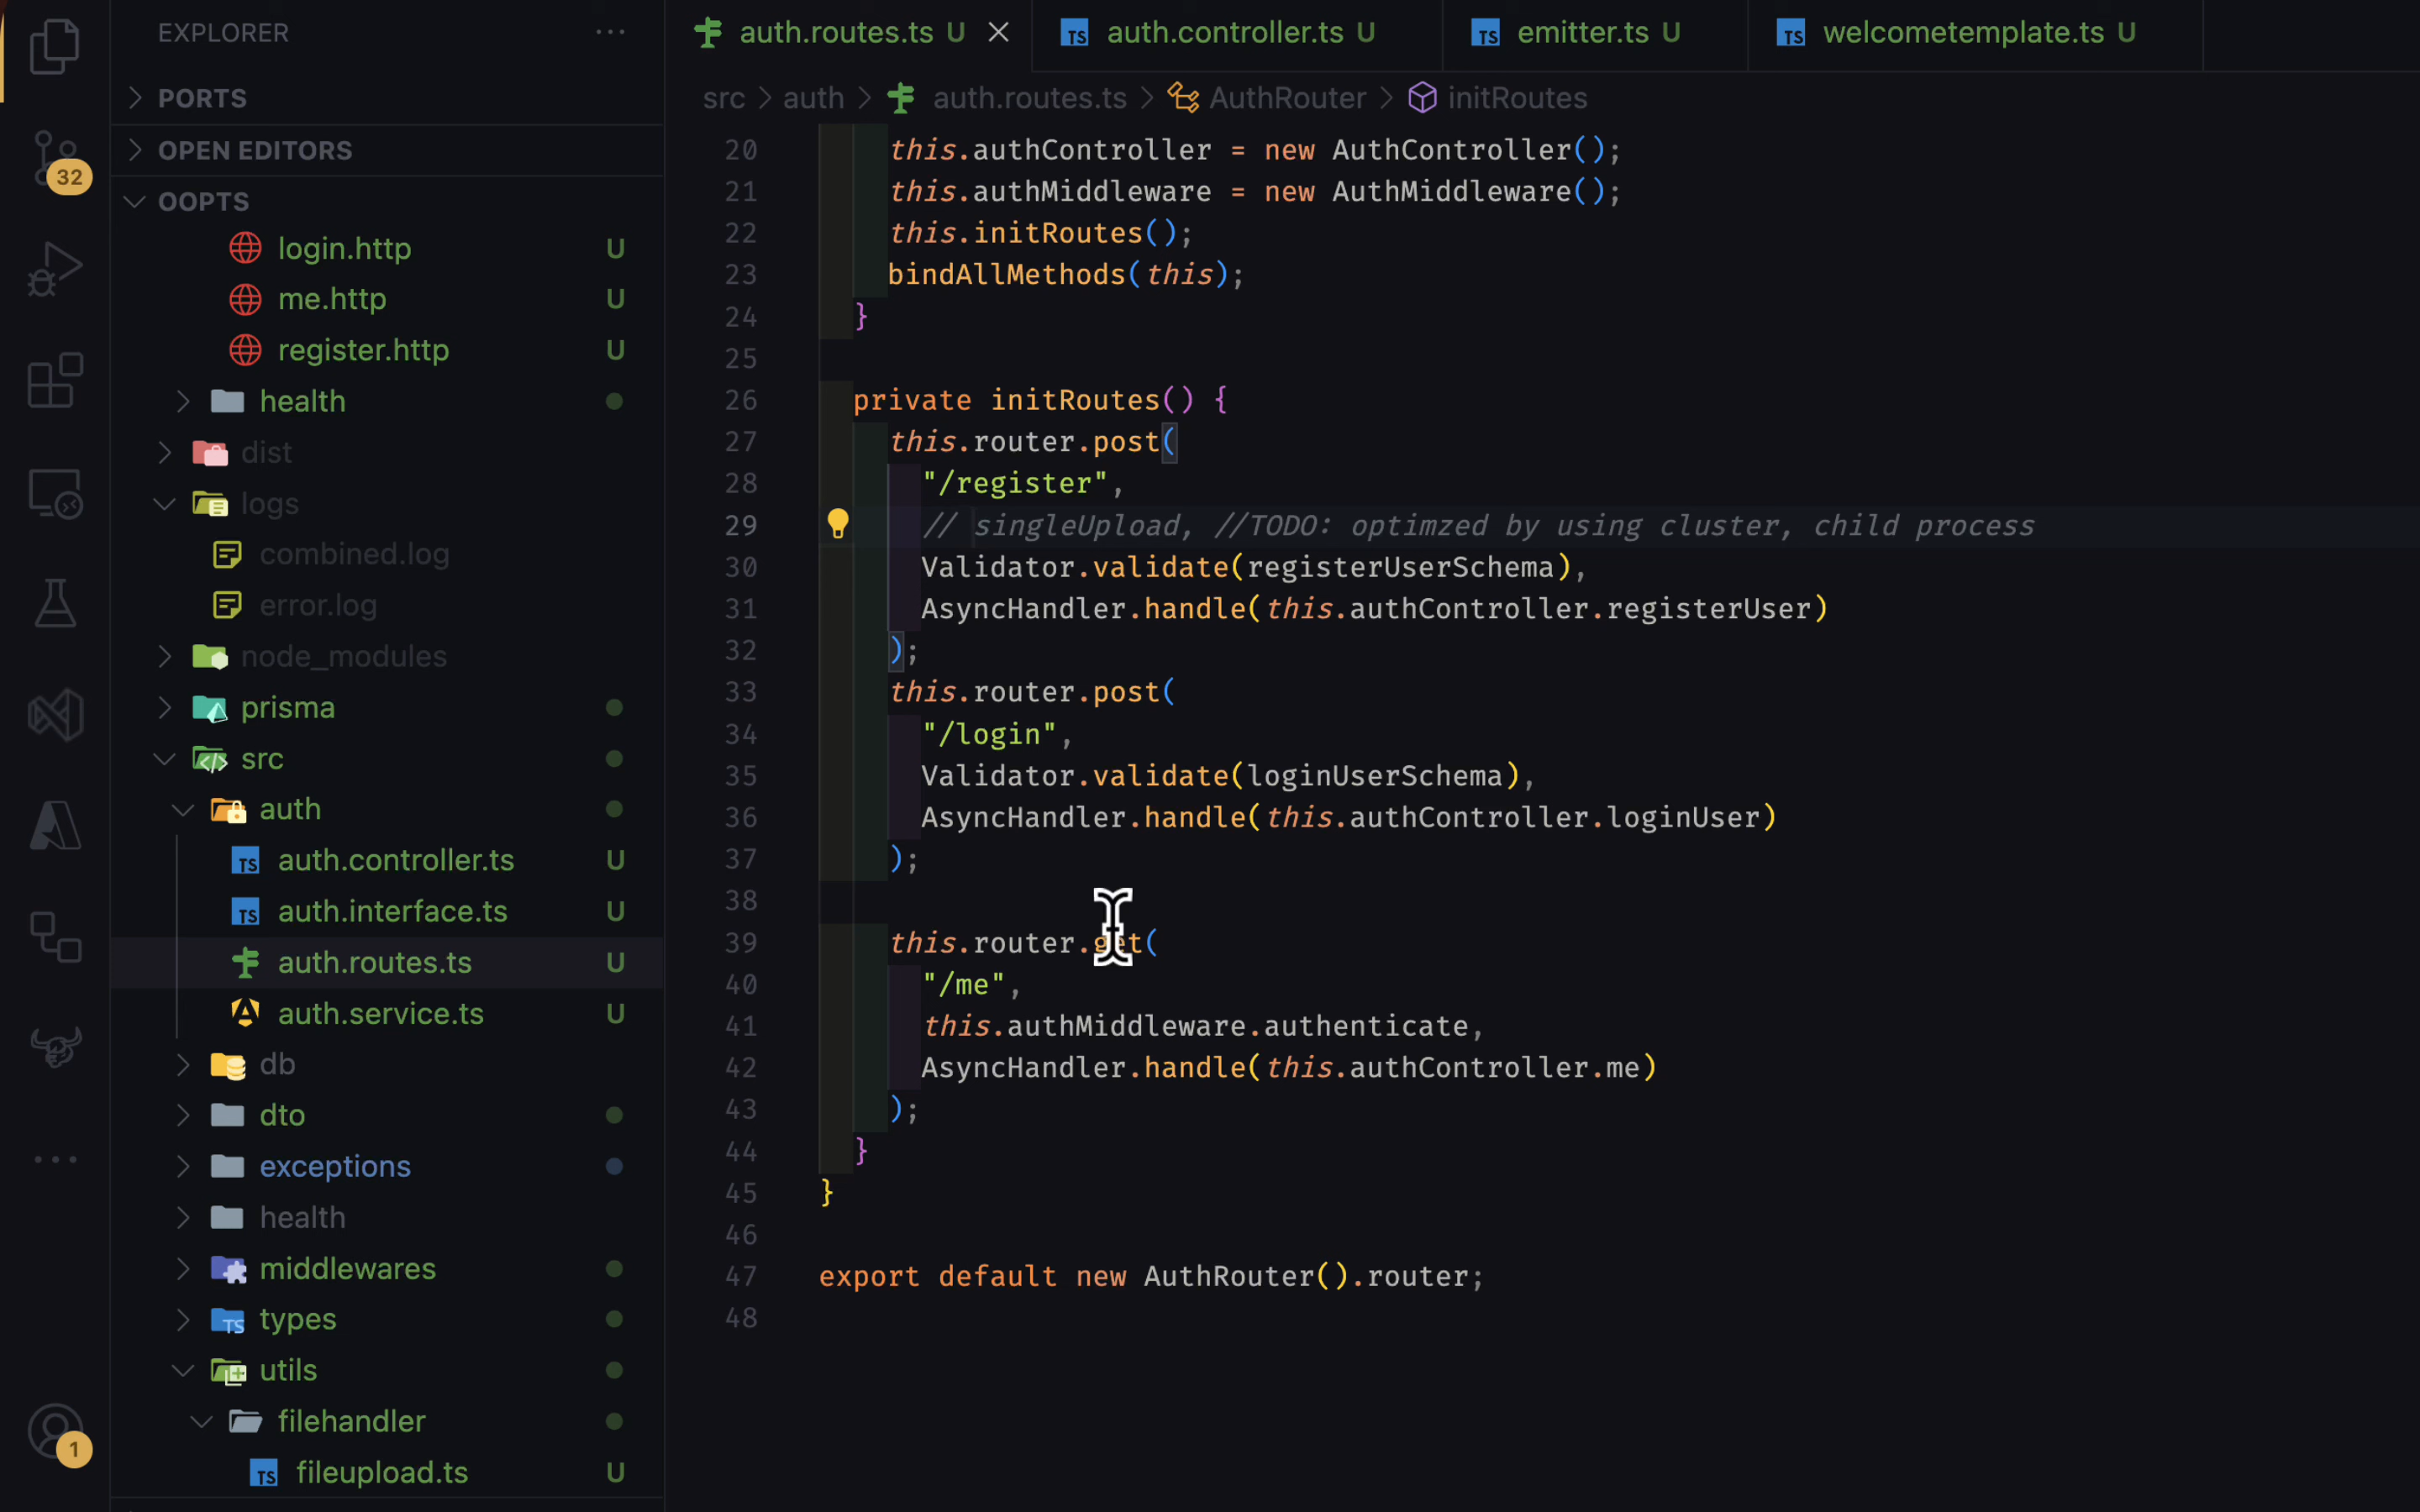 EXPLORER
PORTS
OPEN EDITORS
OOPTS
login.http U
me.http U
register.http U
health
dist
logs
combined.log
error.log
node_modules
prisma
src
auth
auth.controller.ts U
auth.interface.ts U
auth.routes.ts U
auth.service.ts U
db
dto
exceptions
health
middlewares
types
utils
filehandler
fileupload.ts U
32
1
auth.routes.ts U
auth.controller.ts U
emitter.ts U
welcometemplate.ts U
src > auth > auth.routes.ts > AuthRouter > initRoutes
20 this.authController = new AuthController();
21 this.authMiddleware = new AuthMiddleware();
22 this.initRoutes();
23 bindAllMethods(this);
24 }
25
26 private initRoutes() {
27 this.router.post(
28 "/register",
29 // singleUpload, //TODO: optimzed by using cluster, child process
30 Validator.validate(registerUserSchema),
31 AsyncHandler.handle(this.authController.registerUser)
32 );
33 this.router.post(
34 "/login",
35 Validator.validate(loginUserSchema),
36 AsyncHandler.handle(this.authController.loginUser)
37 );
38
39 this.router.get(
40 "/me",
41 this.authMiddleware.authenticate,
42 AsyncHandler.handle(this.authController.me)
43 );
44 }
45 }
46
47 export default new AuthRouter().router;
48